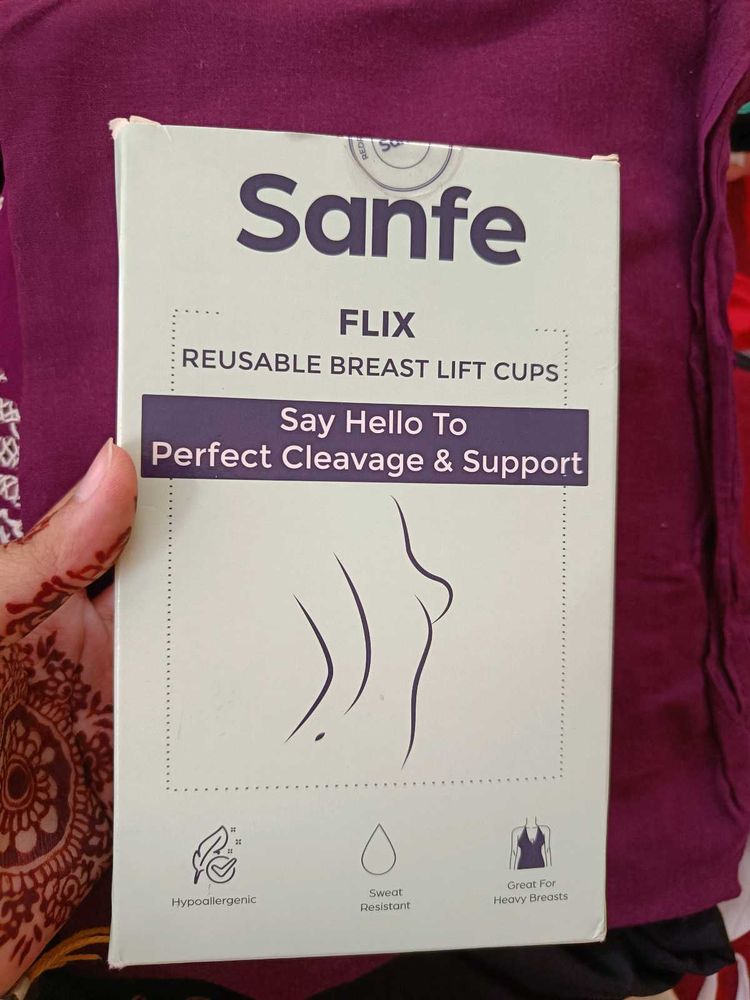 Sanfe
FLIX
REUSABLE BREAST LIFT CUPS
Say Hello To
Perfect Cleavage & Support
Hypoallergenic
Sweat
Resistant
Great For
Heavy Breasts